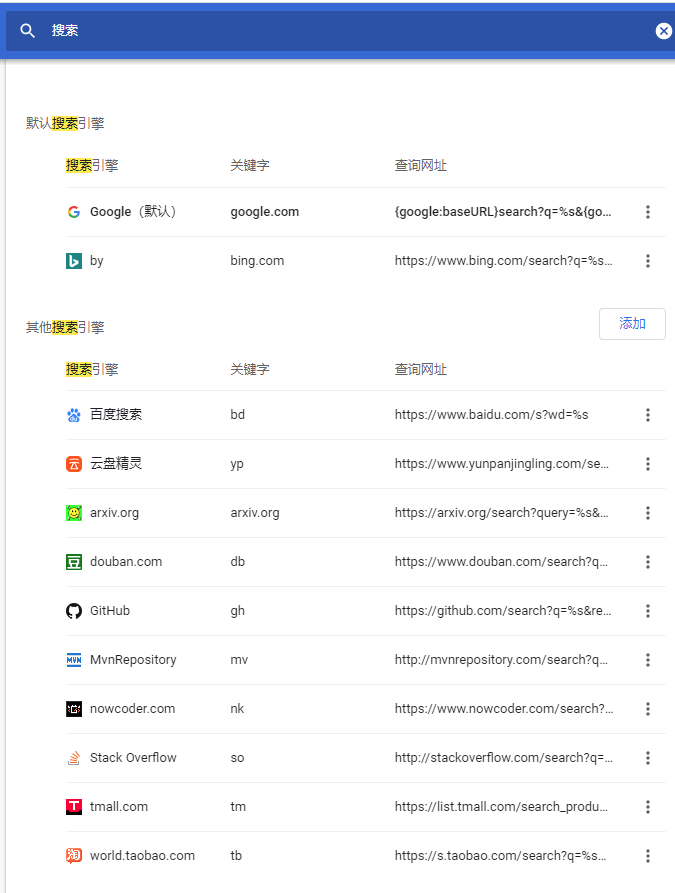 搜索
默认搜索引擎
搜索引擎 关键字 查询网址
Google（默认） google.com {google:baseURL}search?q=%s&{go...
by bing.com https://www.bing.com/search?q=%s...
其他搜索引擎 添加
搜索引擎 关键字 查询网址
百度搜索 bd https://www.baidu.com/s?wd=%s
云盘精灵 yp https://www.yunpanjingling.com/se...
arxiv.org arxiv.org https://arxiv.org/search?query=%s&...
douban.com db https://www.douban.com/search?q...
GitHub gh https://github.com/search?q=%s&re...
MVN MvnRepository mv http://mvnrepository.com/search?q...
nowcoder.com nk https://www.nowcoder.com/search?...
Stack Overflow so http://stackoverflow.com/search?q=...
tmall.com tm https://list.tmall.com/search_produ...
world.taobao.com tb https://s.taobao.com/search?q=%s...